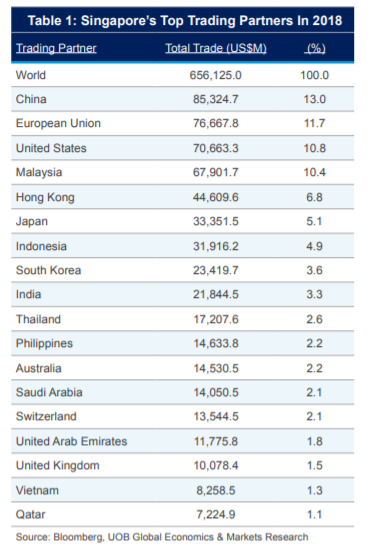 Table 1: Singapore's Top Trading Partners In 2018
Trading Partner Total Trade (US$M) (%)
World 656,125.0 100.0
China 85,324.7 13.0
European Union 76,667.8 11.7
United States 70,663.3 10.8
Malaysia 67,901.7 10.4
Hong Kong 44,609.6 6.8
Japan 33,351.5 5.1
Indonesia 31,916.2 4.9
South Korea 23,419.7 3.6
India 21,844.5 3.3
Thailand 17,207.6 2.6
Philippines 14,633.8 2.2
Australia 14,530.5 2.2
Saudi Arabia 14,050.5 2.1
Switzerland 13,544.5 2.1
United Arab Emirates 11,775.8 1.8
United Kingdom 10,078.4 1.5
Vietnam 8,258.5 1.3
Qatar 7,224.9 1.1
Source: Bloomberg, UOB Global Economics & Markets Research